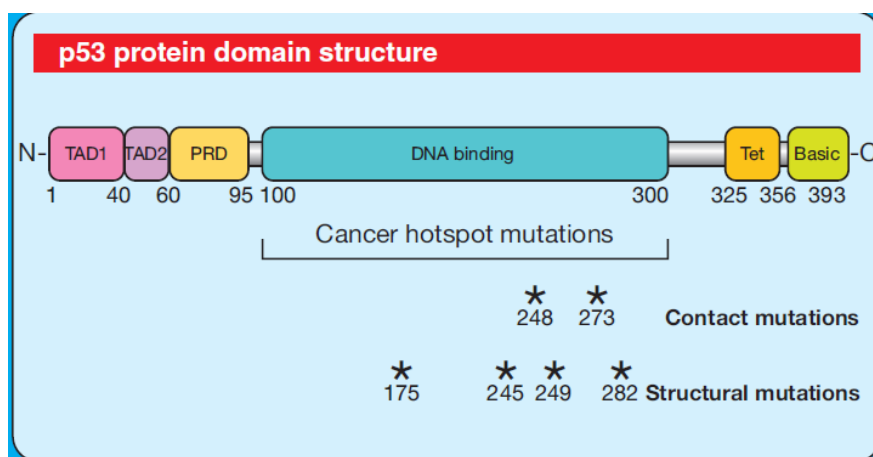 p53 protein domain structure
N- TAD1 TAD2 PRD DNA binding Tet Basic -C
1 40 60 95 100 300 325 356 393
Cancer hotspot mutations
* *
248 273 Contact mutations
* * * *
175 245 249 282 Structural mutations